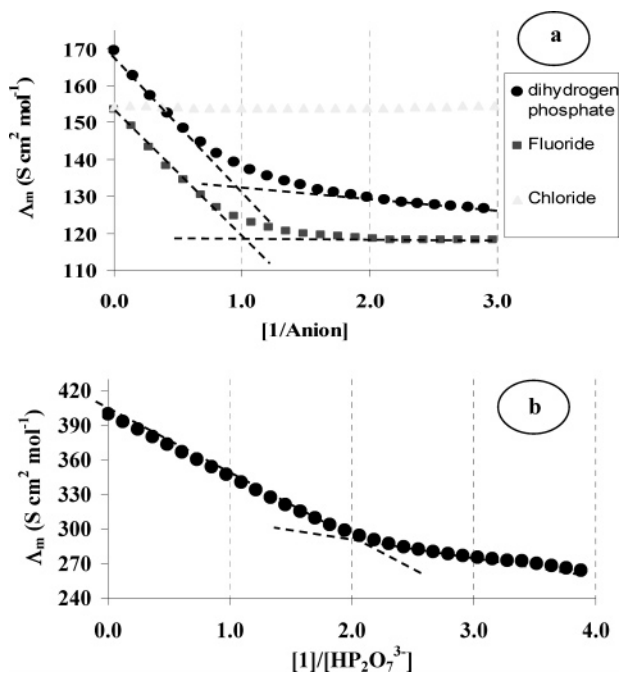 a
170
160
150
140
130
120
110
Λm (S cm² mol⁻¹)
0.0 1.0 2.0 3.0
[1/Anion]
dihydrogen
phosphate
Fluoride
Chloride
b
420
390
360
330
300
270
240
Λm (S cm² mol⁻¹)
0.0 1.0 2.0 3.0 4.0
[1]/[HP₂O₇³⁻]